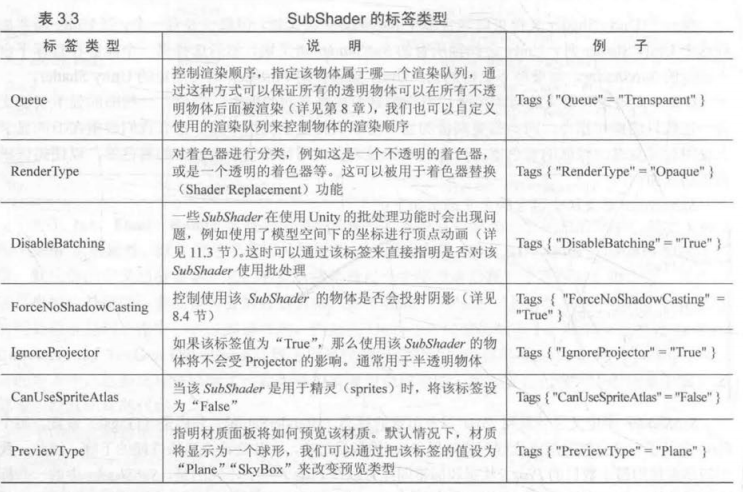 表 3.3 SubShader 的标签类型
标 签 类 型 说 明 例 子
Queue
控制渲染顺序，指定该物体属于哪一个渲染队列，通
过这种方式可以保证所有的透明物体可以在所有不透
明物体后面被渲染（详见第 8 章），我们也可以自定义
使用的渲染队列来控制物体的渲染顺序
Tags { "Queue" = "Transparent" }
RenderType
对着色器进行分类，例如这是一个不透明的着色器，
或是一个透明的着色器等。这可以被用于着色器替换
（Shader Replacement）功能
Tags { "RenderType" = "Opaque" }
DisableBatching
一些 SubShader 在使用 Unity 的批处理功能时会出现问
题，例如使用了模型空间下的坐标进行顶点动画（详
见 11.3 节）。这时可以通过该标签来直接指明是否对该
SubShader 使用批处理
Tags { "DisableBatching" = "True" }
ForceNoShadowCasting
控制使用该 SubShader 的物体是否会投射阴影（详见
8.4 节）
Tags { "ForceNoShadowCasting" =
"True" }
IgnoreProjector
如果该标签值为“True”，那么使用该 SubShader 的物
体将不会受 Projector 的影响。通常用于半透明物体
Tags { "IgnoreProjector" = "True" }
CanUseSpriteAtlas
当该 SubShader 是用于精灵（sprites）时，将该标签设
为“False”
Tags { "CanUseSpriteAtlas" = "False" }
PreviewType
指明材质面板将如何预览该材质。默认情况下，材质
将显示为一个球形，我们可以通过把该标签的值设为
“Plane”“SkyBox”来改变预览类型
Tags { "PreviewType" = "Plane" }